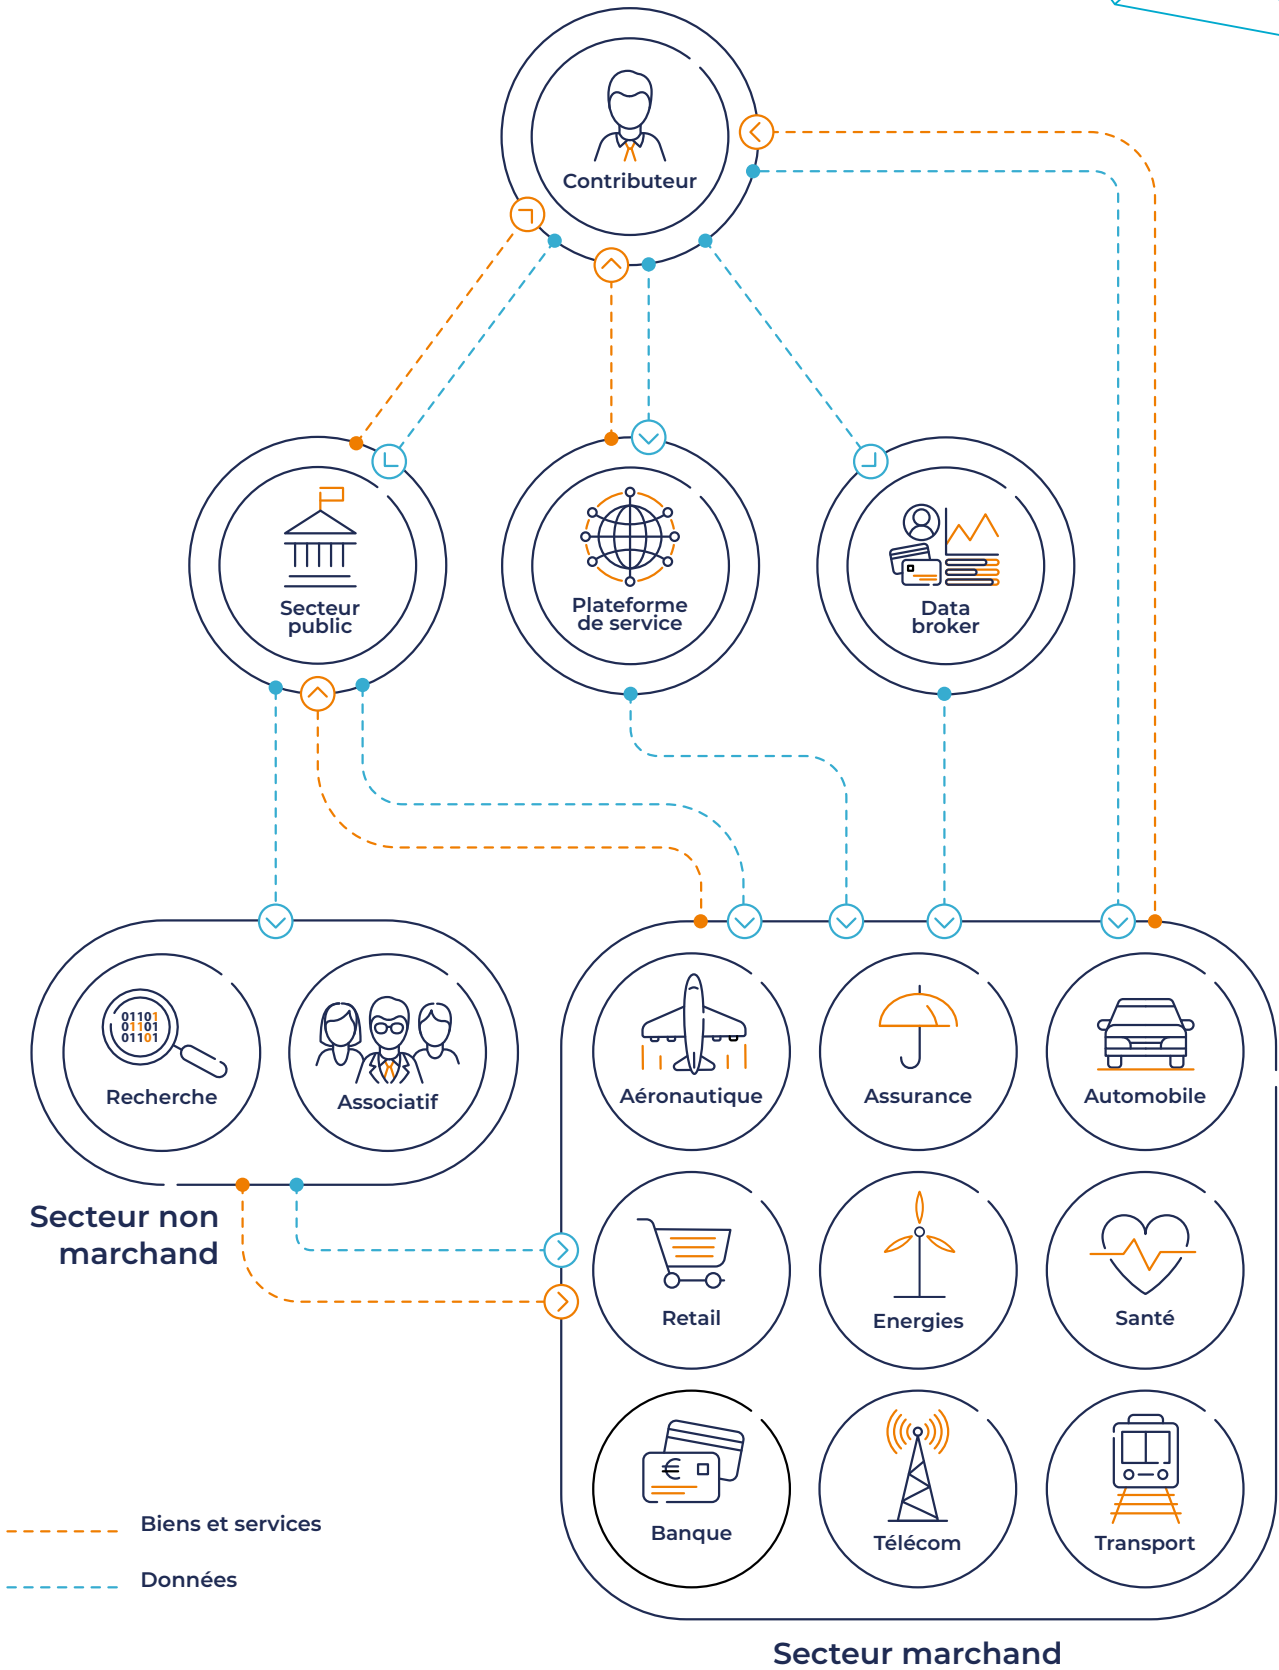 Contributeur
Secteur
public
Plateforme
de service
Data
broker
01101
01101
01101
Recherche
Associatif
Aéronautique
Assurance
Automobile
Secteur non
marchand
Retail
Energies
Santé
€
Banque
Télécom
Transport
Biens et services
Données
Secteur marchand